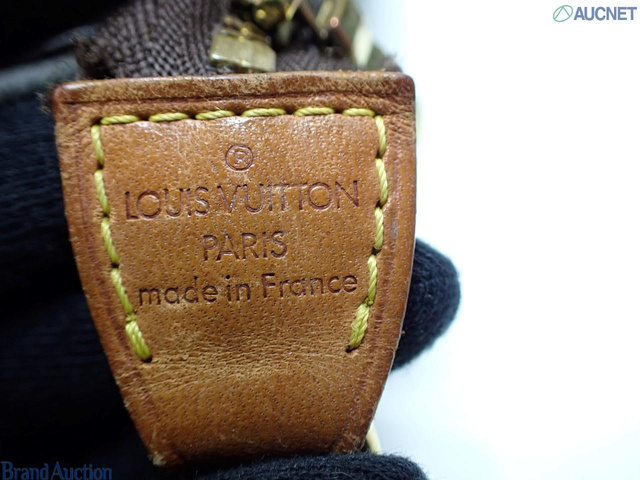 AUCNET
®
LOUIS VUITTON
PARIS
made in France
Brand Auction